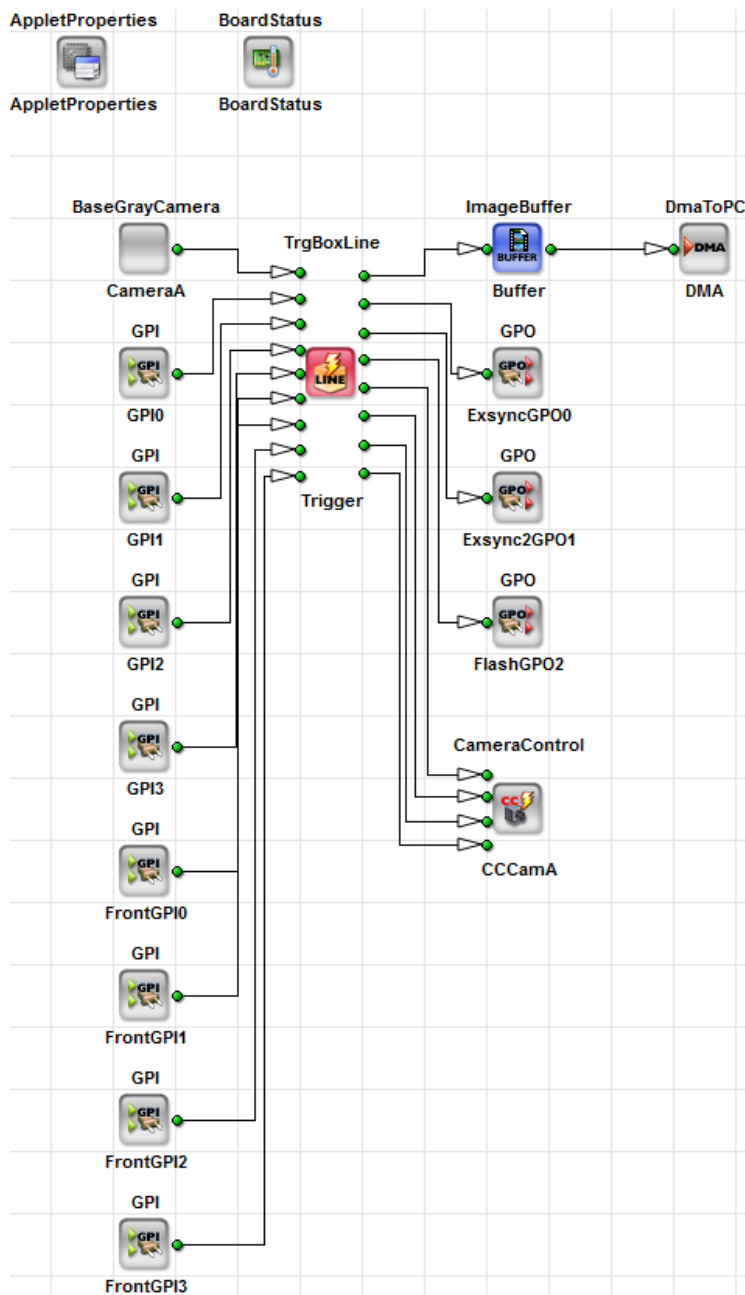 AppletProperties BoardStatus
AppletProperties BoardStatus
BaseGrayCamera
CameraA
TrgBoxLine
LINE
Trigger
ImageBuffer
BUFFER
Buffer
DmaToPC
DMA
DMA
GPI
GPI
GPI0
GPI
GPI
GPI1
GPI
GPI
GPI2
GPI
GPI
GPI3
GPI
GPI
FrontGPI0
GPI
GPI
FrontGPI1
GPI
GPI
FrontGPI2
GPI
GPI
FrontGPI3
GPO
GPO
ExsyncGPO0
GPO
GPO
Exsync2GPO1
GPO
GPO
FlashGPO2
CameraControl
CC
CCCamA